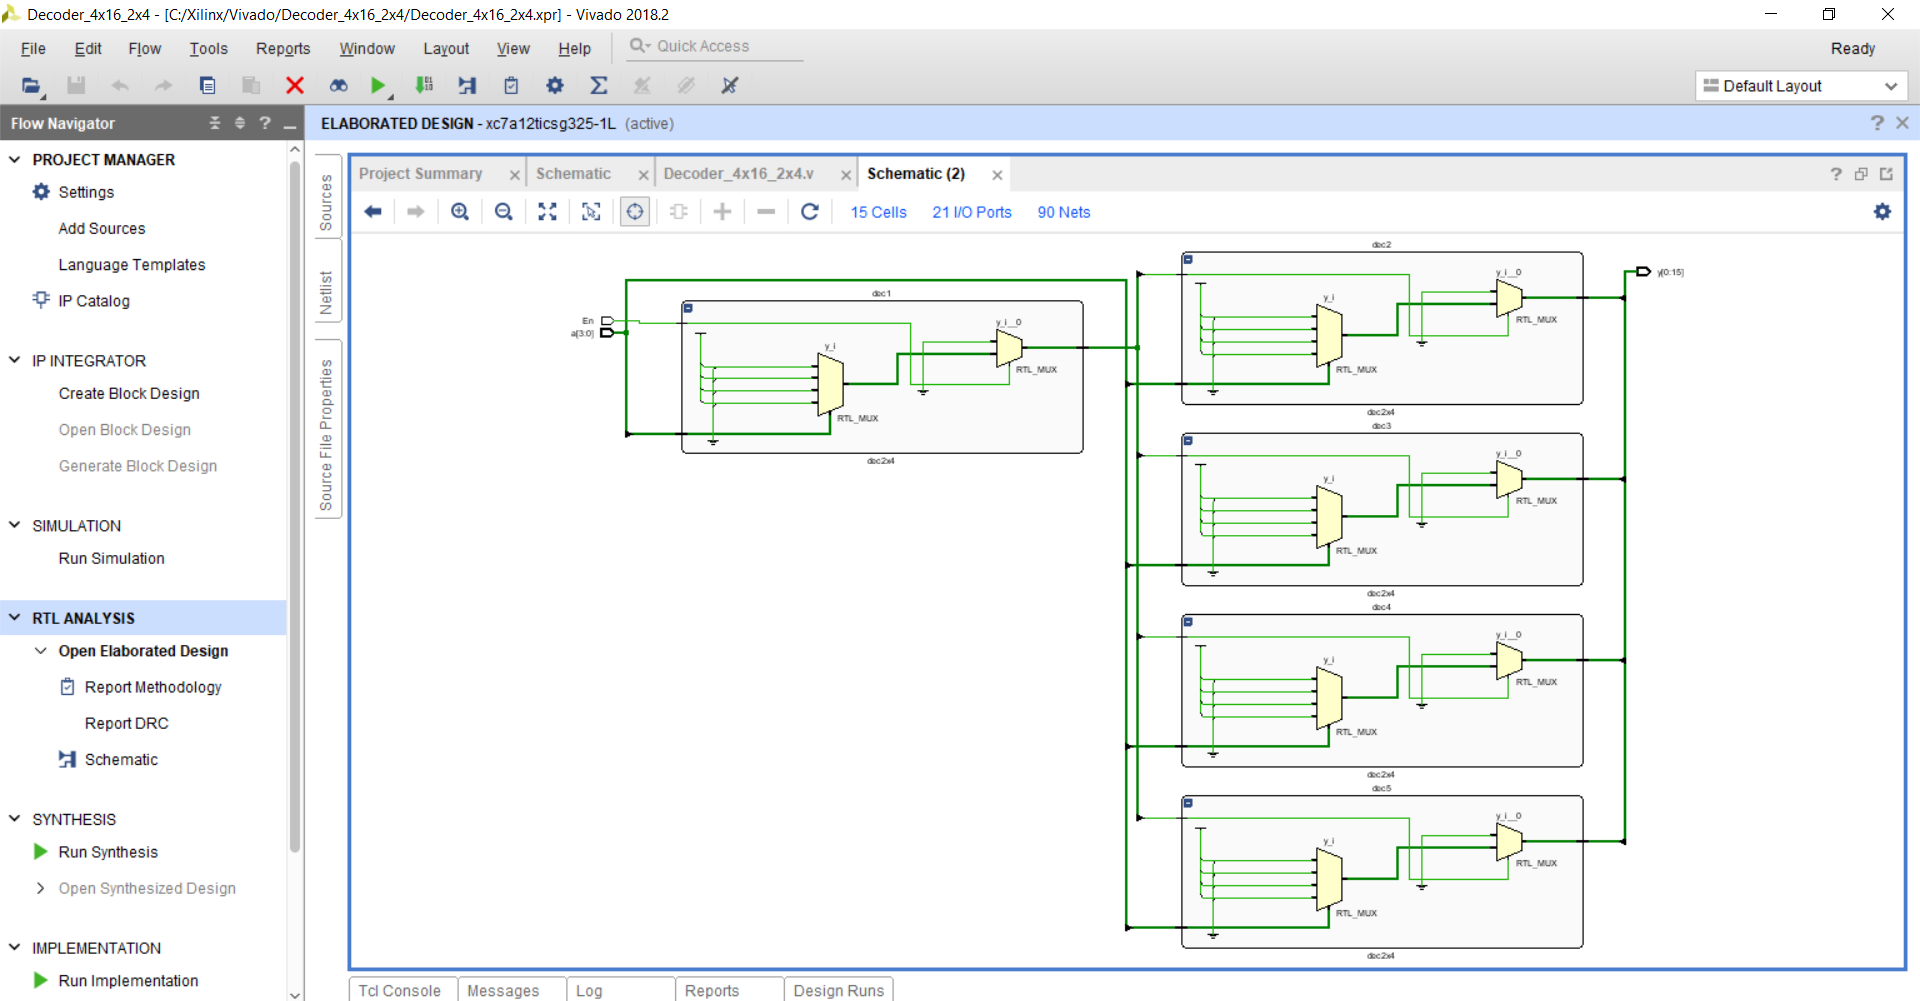 Decoder_4x16_2x4 - [C:/Xilinx/Vivado/Decoder_4x16_2x4/Decoder_4x16_2x4.xpr] - Vivado 2018.2
File Edit Flow Tools Reports Window Layout View Help Quick Access Ready
Default Layout
Flow Navigator
ELABORATED DESIGN - xc7a12ticsg325-1L (active)
PROJECT MANAGER
Settings
Add Sources
Language Templates
IP Catalog
IP INTEGRATOR
Create Block Design
Open Block Design
Generate Block Design
SIMULATION
Run Simulation
RTL ANALYSIS
Open Elaborated Design
Report Methodology
Report DRC
Schematic
SYNTHESIS
Run Synthesis
Open Synthesized Design
IMPLEMENTATION
Run Implementation
Sources
Netlist
Source File Properties
Project Summary Schematic Decoder_4x16_2x4.v Schematic (2)
15 Cells 21 I/O Ports 90 Nets
En
a[3:0]
dec1
y_i
RTL_MUX
y_i__0
RTL_MUX
dec2x4
dec2
y_i
RTL_MUX
y_i__0
RTL_MUX
dec2x4
dec3
y_i
RTL_MUX
y_i__0
RTL_MUX
dec2x4
dec4
y_i
RTL_MUX
y_i__0
RTL_MUX
dec2x4
dec5
y_i
RTL_MUX
y_i__0
RTL_MUX
dec2x4
y[0:15]
Tcl Console Messages Log Reports Design Runs